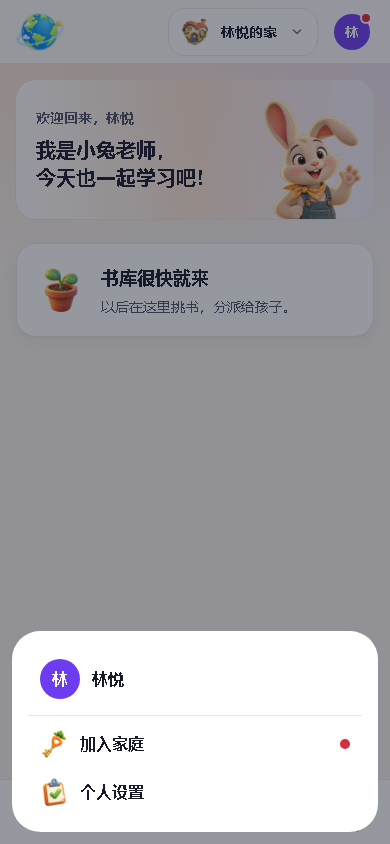 林悦的家
林
欢迎回来，林悦
我是小兔老师，
今天也一起学习吧！
书库很快就来
以后在这里挑书，分派给孩子。
林
林悦
加入家庭
个人设置